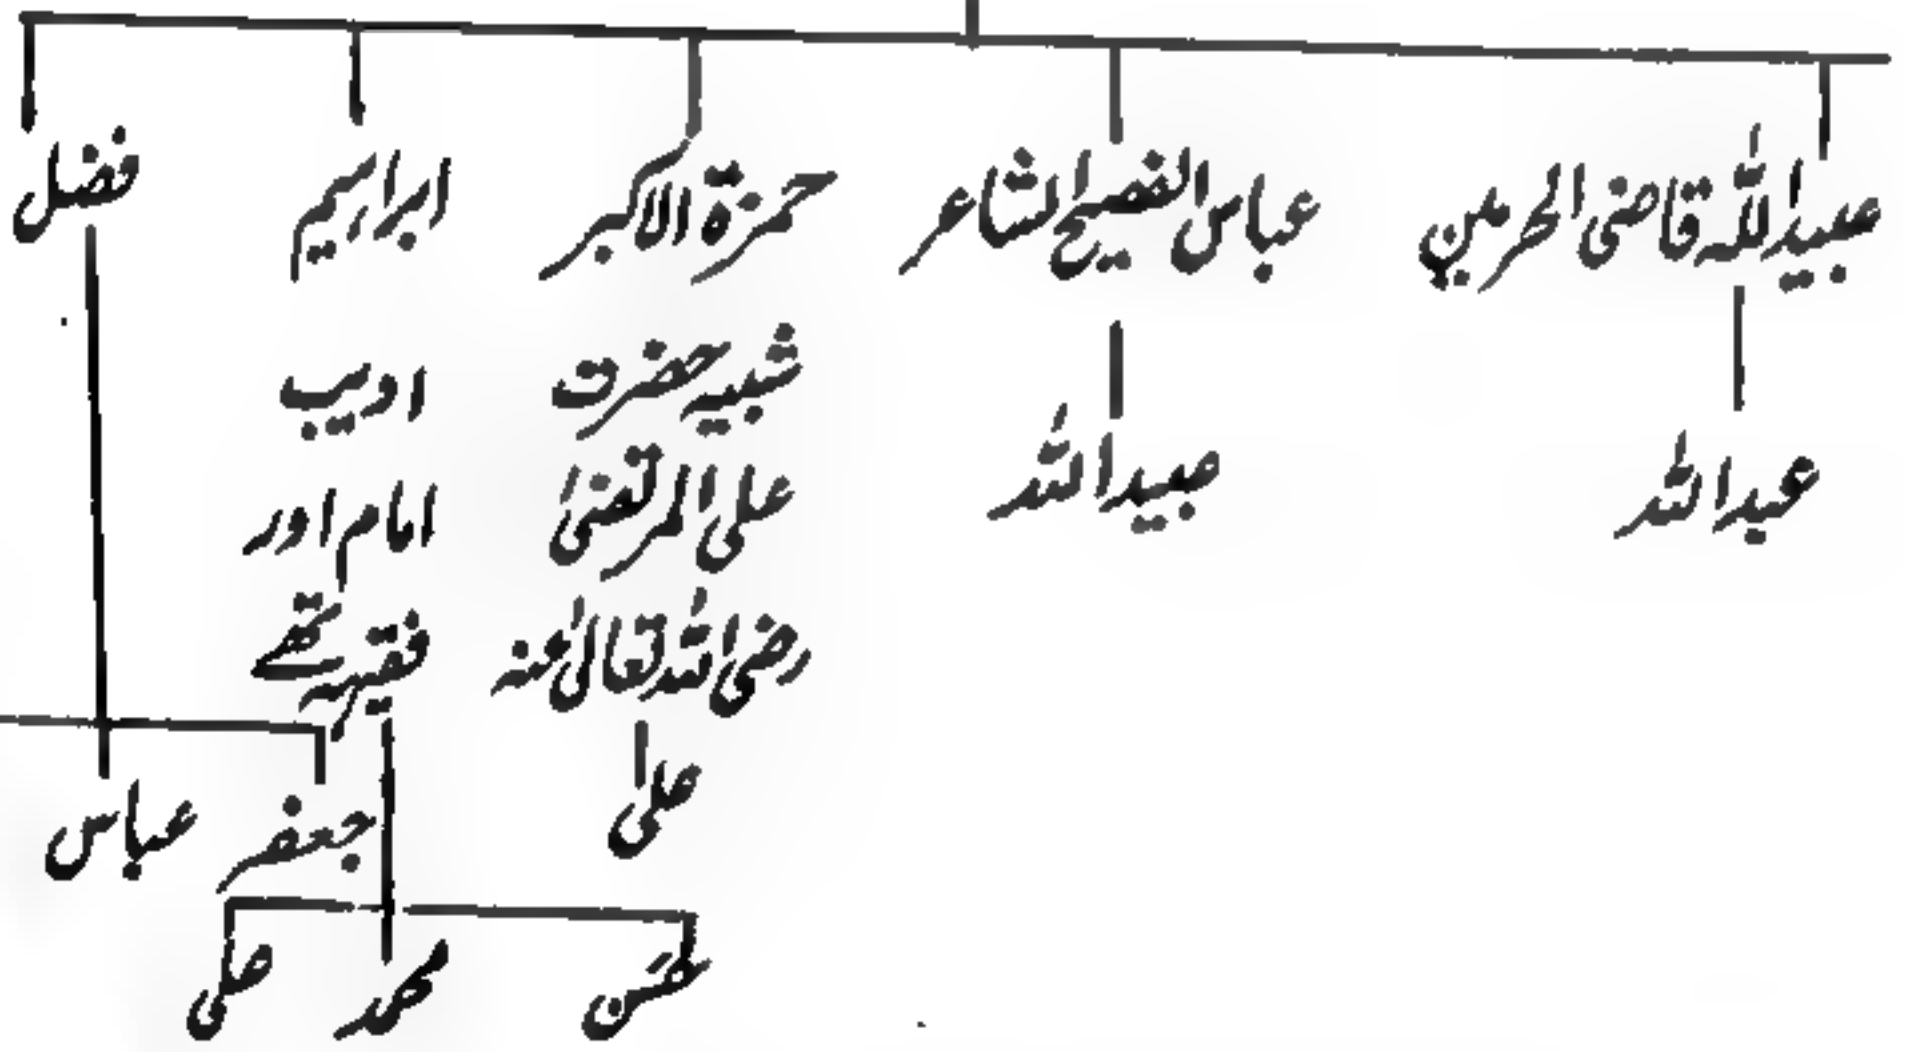 عبیداللہ قاضی الحرمین
عباس الفصیح الشاعر
حمزۃ الاکبر
ابراہیم
فضل
شبیہ حضرت
علی المرتضیٰ
رضی اللہ تعالیٰ عنہ
ادیب
امام اور
فقیہہ تھے
عبداللہ
عبیداللہ
علی
جعفر
عباس
حسن
محمد
علی